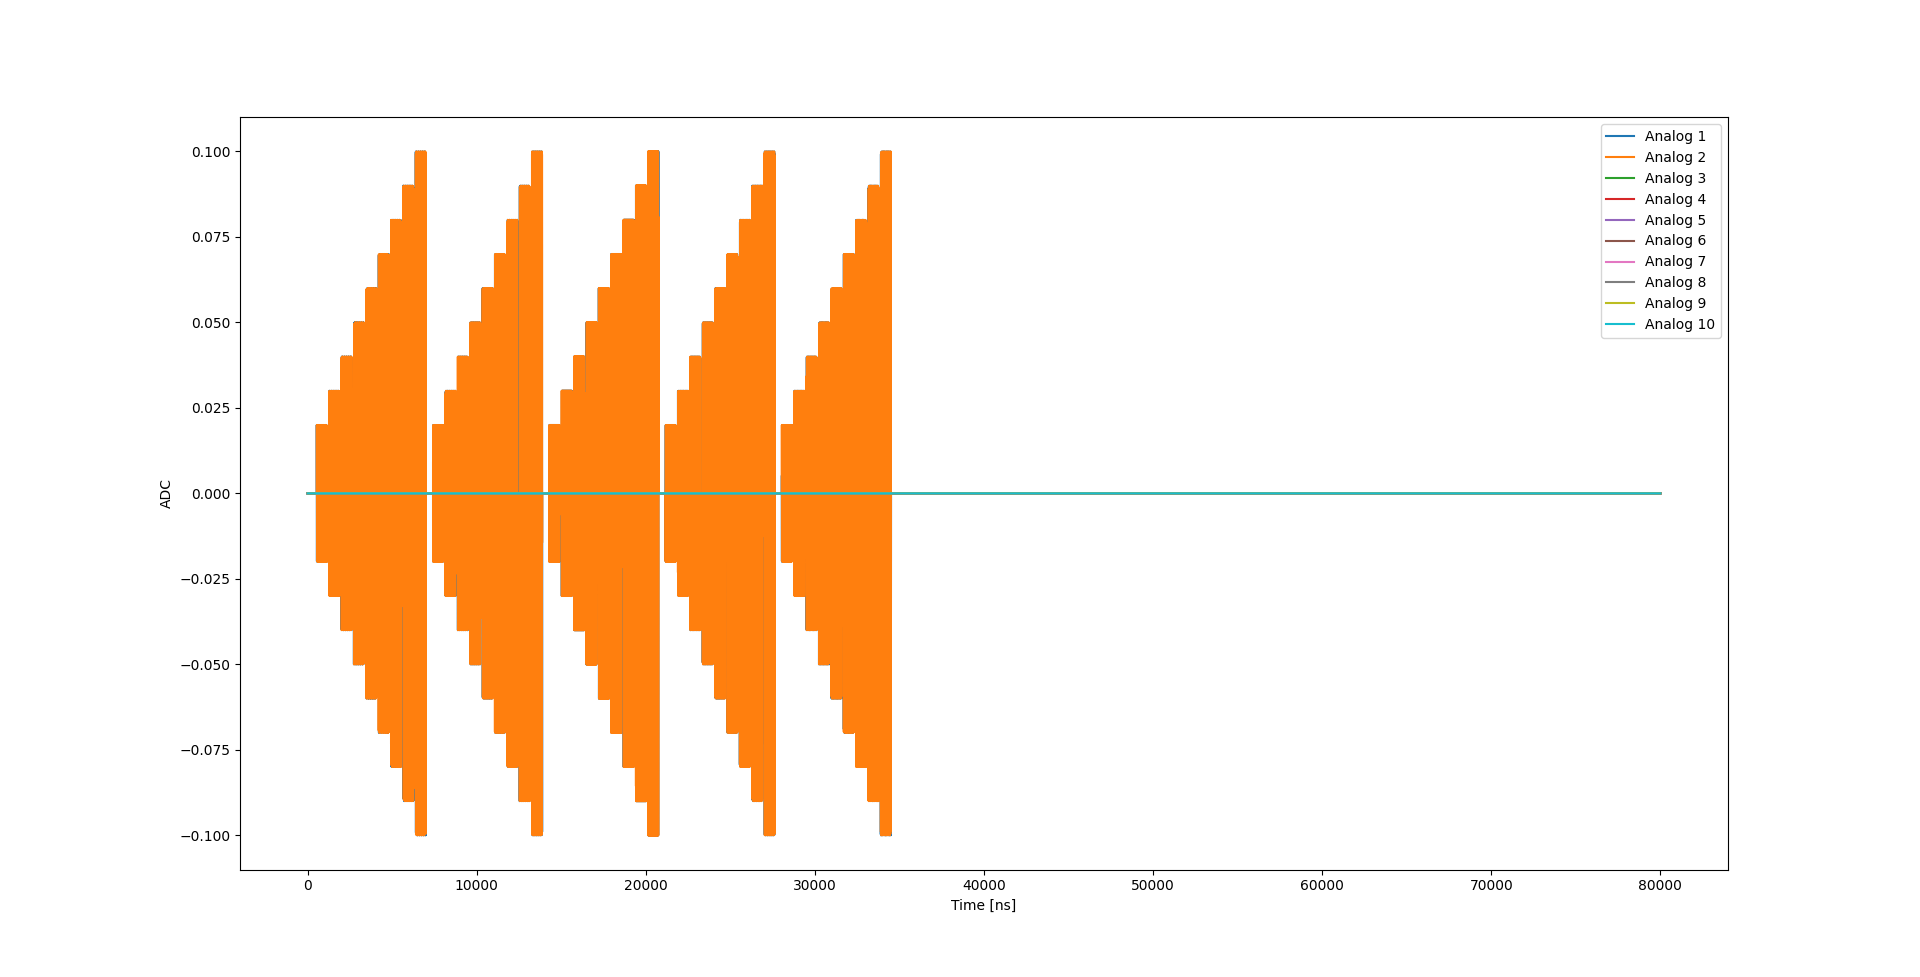 0.100
0.075
0.050
0.025
0.000
−0.025
−0.050
−0.075
−0.100
ADC
0 10000 20000 30000 40000 50000 60000 70000 80000
Time [ns]
Analog 1
Analog 2
Analog 3
Analog 4
Analog 5
Analog 6
Analog 7
Analog 8
Analog 9
Analog 10